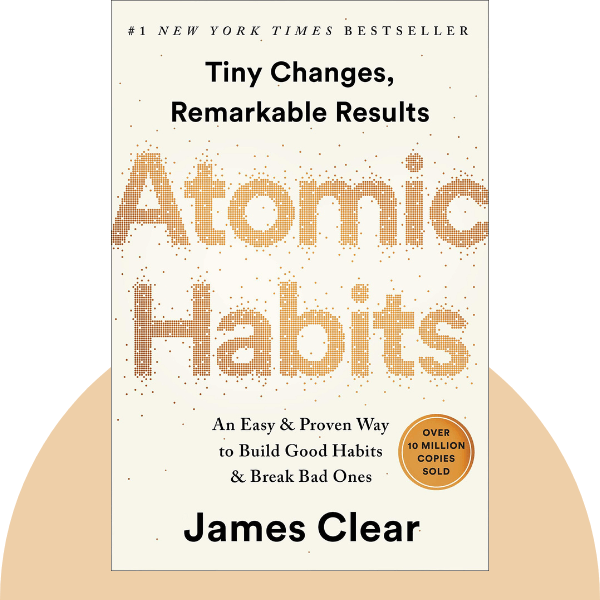 #1 NEW YORK TIMES BESTSELLER
Tiny Changes,
Remarkable Results
Atomic
Habits
An Easy & Proven Way
to Build Good Habits
& Break Bad Ones
OVER
10 MILLION
COPIES
SOLD
James Clear